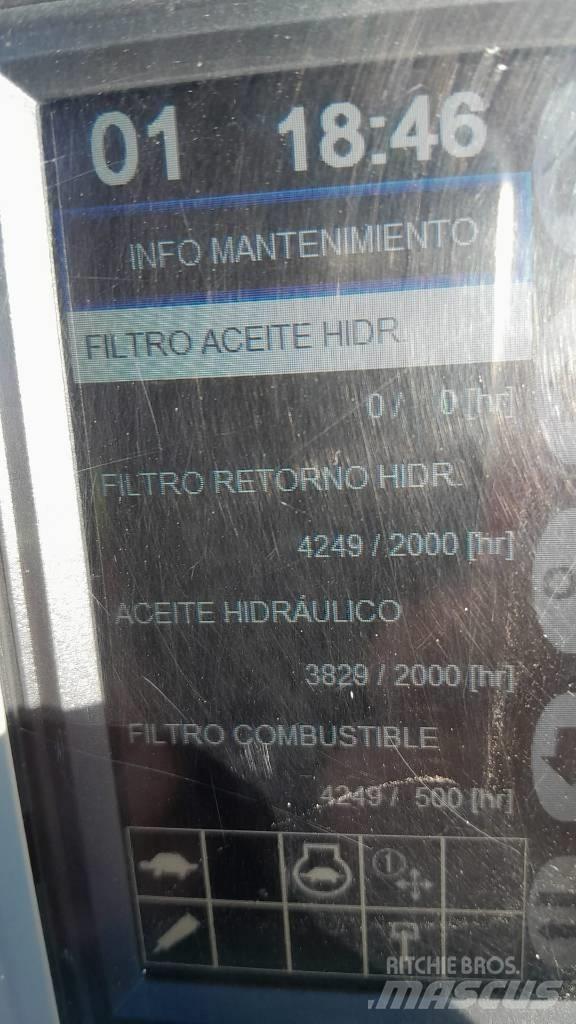 01 18:46
INFO MANTENIMIENTO
FILTRO ACEITE HIDR.
0 / 0 [hr]
FILTRO RETORNO HIDR.
4249 / 2000 [hr]
ACEITE HIDRÁULICO
3829 / 2000 [hr]
FILTRO COMBUSTIBLE
4249 / 500 [hr]
1
RITCHIE BROS.
MASCUS